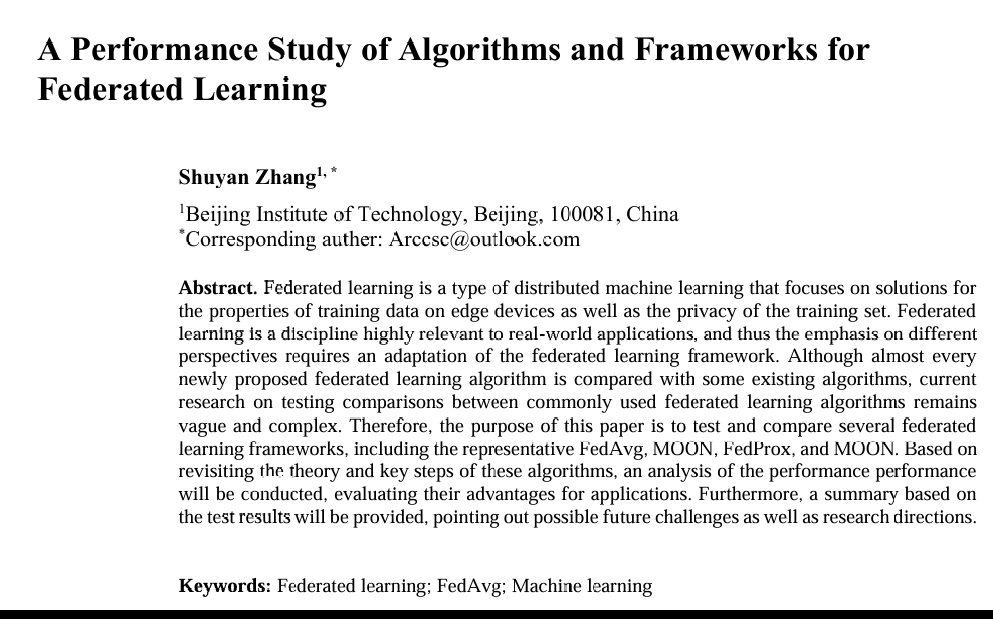 A Performance Study of Algorithms and Frameworks for
Federated Learning
Shuyan Zhang1, *
1Beijing Institute of Technology, Beijing, 100081, China
*Corresponding auther: Arccsc@outlook.com
Abstract. Federated learning is a type of distributed machine learning that focuses on solutions for
the properties of training data on edge devices as well as the privacy of the training set. Federated
learning is a discipline highly relevant to real-world applications, and thus the emphasis on different
perspectives requires an adaptation of the federated learning framework. Although almost every
newly proposed federated learning algorithm is compared with some existing algorithms, current
research on testing comparisons between commonly used federated learning algorithms remains
vague and complex. Therefore, the purpose of this paper is to test and compare several federated
learning frameworks, including the representative FedAvg, MOON, FedProx, and MOON. Based on
revisiting the theory and key steps of these algorithms, an analysis of the performance performance
will be conducted, evaluating their advantages for applications. Furthermore, a summary based on
the test results will be provided, pointing out possible future challenges as well as research directions.
Keywords: Federated learning; FedAvg; Machine learning